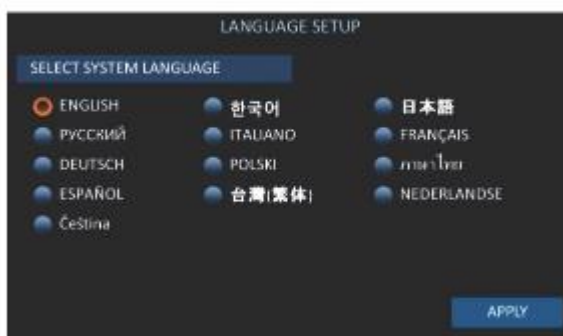 LANGUAGE SETUP
SELECT SYSTEM LANGUAGE
ENGLISH 한국어 日本語
РУССКИЙ ITALIANO FRANÇAIS
DEUTSCH POLSKI ภาษาไทย
ESPAÑOL 台灣(繁体) NEDERLANDSE
Čeština
APPLY